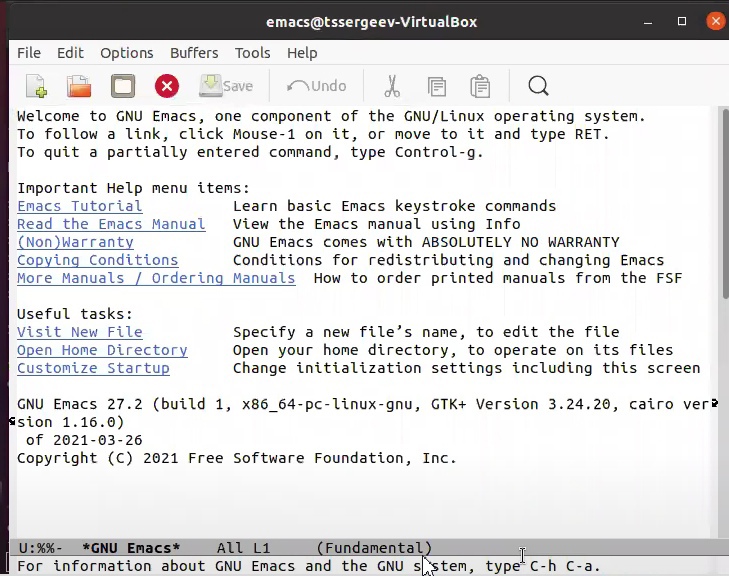 emacs@tssergeev-VirtualBox
File Edit Options Buffers Tools Help
Save Undo
Welcome to GNU Emacs, one component of the GNU/Linux operating system.
To follow a link, click Mouse-1 on it, or move to it and type RET.
To quit a partially entered command, type Control-g.
Important Help menu items:
Emacs Tutorial Learn basic Emacs keystroke commands
Read the Emacs Manual View the Emacs manual using Info
(Non)Warranty GNU Emacs comes with ABSOLUTELY NO WARRANTY
Copying Conditions Conditions for redistributing and changing Emacs
More Manuals / Ordering Manuals How to order printed manuals from the FSF
Useful tasks:
Visit New File Specify a new file’s name, to edit the file
Open Home Directory Open your home directory, to operate on its files
Customize Startup Change initialization settings including this screen
GNU Emacs 27.2 (build 1, x86_64-pc-linux-gnu, GTK+ Version 3.24.20, cairo ver
sion 1.16.0)
of 2021-03-26
Copyright (C) 2021 Free Software Foundation, Inc.
U:%%- *GNU Emacs* All L1 (Fundamental)
For information about GNU Emacs and the GNU system, type C-h C-a.